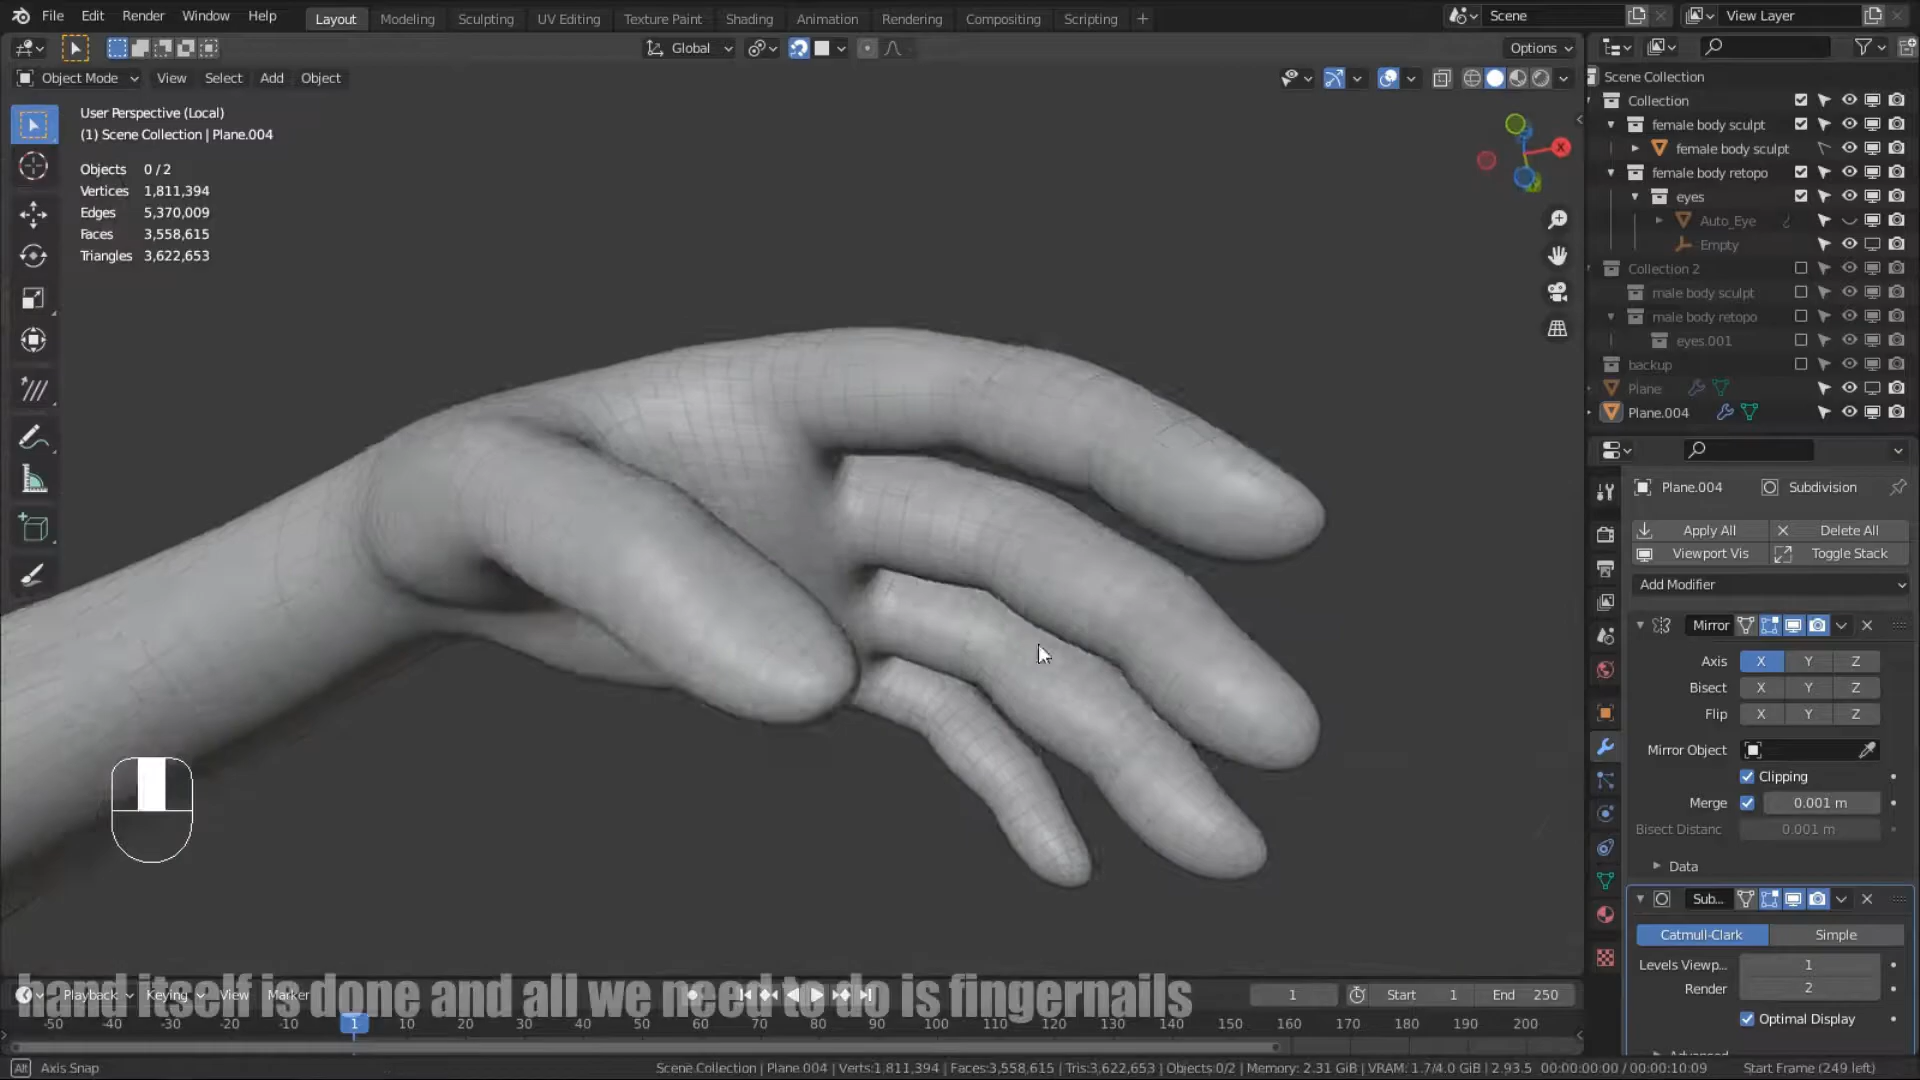 File Edit Render Window Help Layout Modeling Sculpting UV Editing Texture Paint Shading Animation Rendering Compositing Scripting + Scene View Layer
Global Options
Object Mode View Select Add Object
User Perspective (Local)
(1) Scene Collection | Plane.004
Objects 0/2
Vertices 1,811,394
Edges 5,370,009
Faces 3,558,615
Triangles 3,622,653
X
Scene Collection
Collection
female body sculpt
female body sculpt
female body retopo
eyes
Auto_Eye
Empty
Collection 2
male body sculpt
male body retopo
eyes.001
backup
Plane
Plane.004
Plane.004 Subdivision
Apply All Delete All
Viewport Vis Toggle Stack
Add Modifier
Mirror
Axis X Y Z
Bisect X Y Z
Flip X Y Z
Mirror Object
Clipping
Merge 0.001 m
Bisect Distanc 0.001 m
Data
Sub...
Catmull-Clark Simple
Levels Viewp... 1
Render 2
Optimal Display
hand itself is done and all we need to do is fingernails
Playback Keying View Marker 1 Start 1 End 250
-50 -40 -30 -20 -10 1 10 20 30 40 50 60 70 80 90 100 110 120 130 140 150 160 170 180 190 200
Alt Axis Snap Scene Collection | Plane.004 | Verts:1,811,394 | Faces:3,558,615 | Tris:3,622,653 | Objects:0/2 | Memory: 2.31 GiB | VRAM: 1.7/4.0 GiB | 2.93.5 00:00:00:00 / 00:00:10:09 Start Frame (249 left)